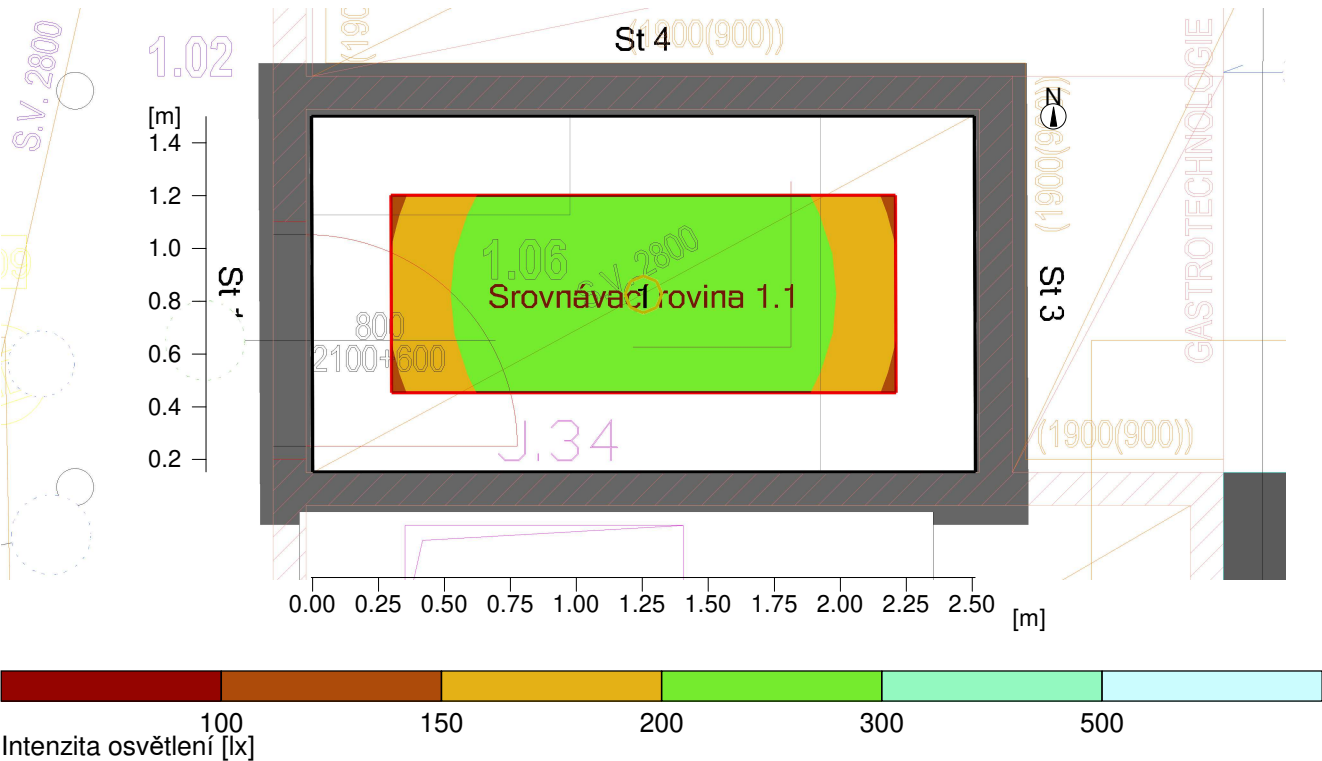 St 4
(1900(900))
(190
1.02
S.V. 2800
GASTROTECHNOLOGIE
N
(1900(900))
[m]
1.4
1.2
1.0
0.8
0.6
0.4
0.2
St
St 3
1.06
S.V. 2800
Srovnávací rovina 1.1
1
800
2100+600
J.34
(1900(900))
0.00 0.25 0.50 0.75 1.00 1.25 1.50 1.75 2.00 2.25 2.50
[m]
100 150 200 300 500
Intenzita osvětlení [lx]